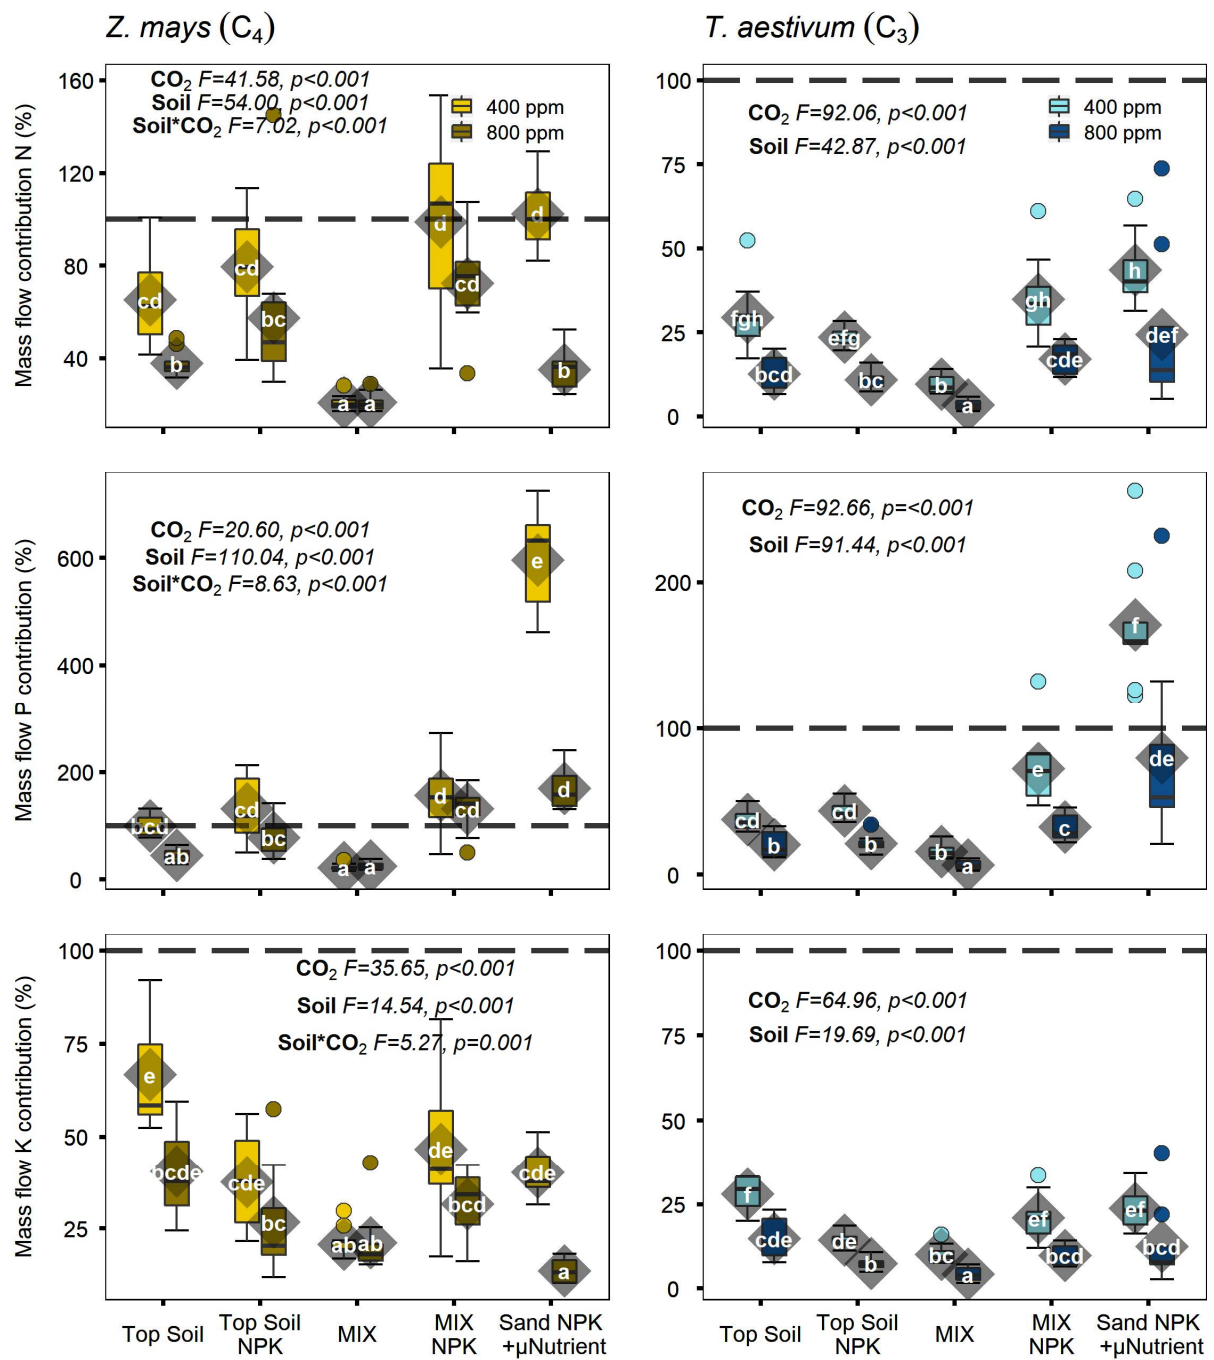 Z. mays (C₄)
T. aestivum (C₃)
Mass flow contribution N (%)
160
120
80
40
CO₂ F=41.58, p<0.001
Soil F=54.00, p<0.001
Soil*CO₂ F=7.02, p<0.001
400 ppm
800 ppm
cd
b
cd
bc
a
a
d
cd
d
b
100
75
50
25
0
CO₂ F=92.06, p<0.001
Soil F=42.87, p<0.001
400 ppm
800 ppm
fgh
bcd
efg
bc
b
a
gh
cde
h
def
Mass flow P contribution (%)
600
400
200
0
CO₂ F=20.60, p<0.001
Soil F=110.04, p<0.001
Soil*CO₂ F=8.63, p<0.001
bcd
ab
cd
bc
a
a
d
cd
e
d
200
100
0
CO₂ F=92.66, p=<0.001
Soil F=91.44, p<0.001
cd
b
cd
b
b
a
e
c
f
de
Mass flow K contribution (%)
100
75
50
25
CO₂ F=35.65, p<0.001
Soil F=14.54, p<0.001
Soil*CO₂ F=5.27, p=0.001
e
bcde
cde
bc
ab
ab
de
bcd
cde
a
Top Soil
Top Soil
NPK
MIX
MIX
NPK
Sand NPK
+µNutrient
100
75
50
25
0
CO₂ F=64.96, p<0.001
Soil F=19.69, p<0.001
f
cde
de
b
bc
a
ef
bcd
ef
bcd
Top Soil
Top Soil
NPK
MIX
MIX
NPK
Sand NPK
+µNutrient